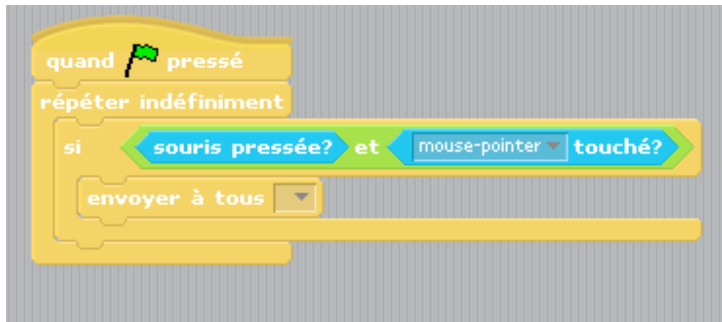 quand pressé
répéter indéfiniment
si souris pressée? et mouse-pointer touché?
envoyer à tous